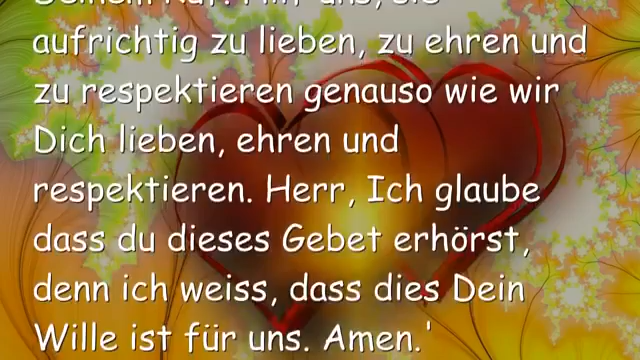 aufrichtig zu lieben, zu ehren und
zu respektieren genauso wie wir
Dich lieben, ehren und
respektieren. Herr, Ich glaube
dass du dieses Gebet erhörst,
denn ich weiss, dass dies Dein
Wille ist für uns. Amen.'